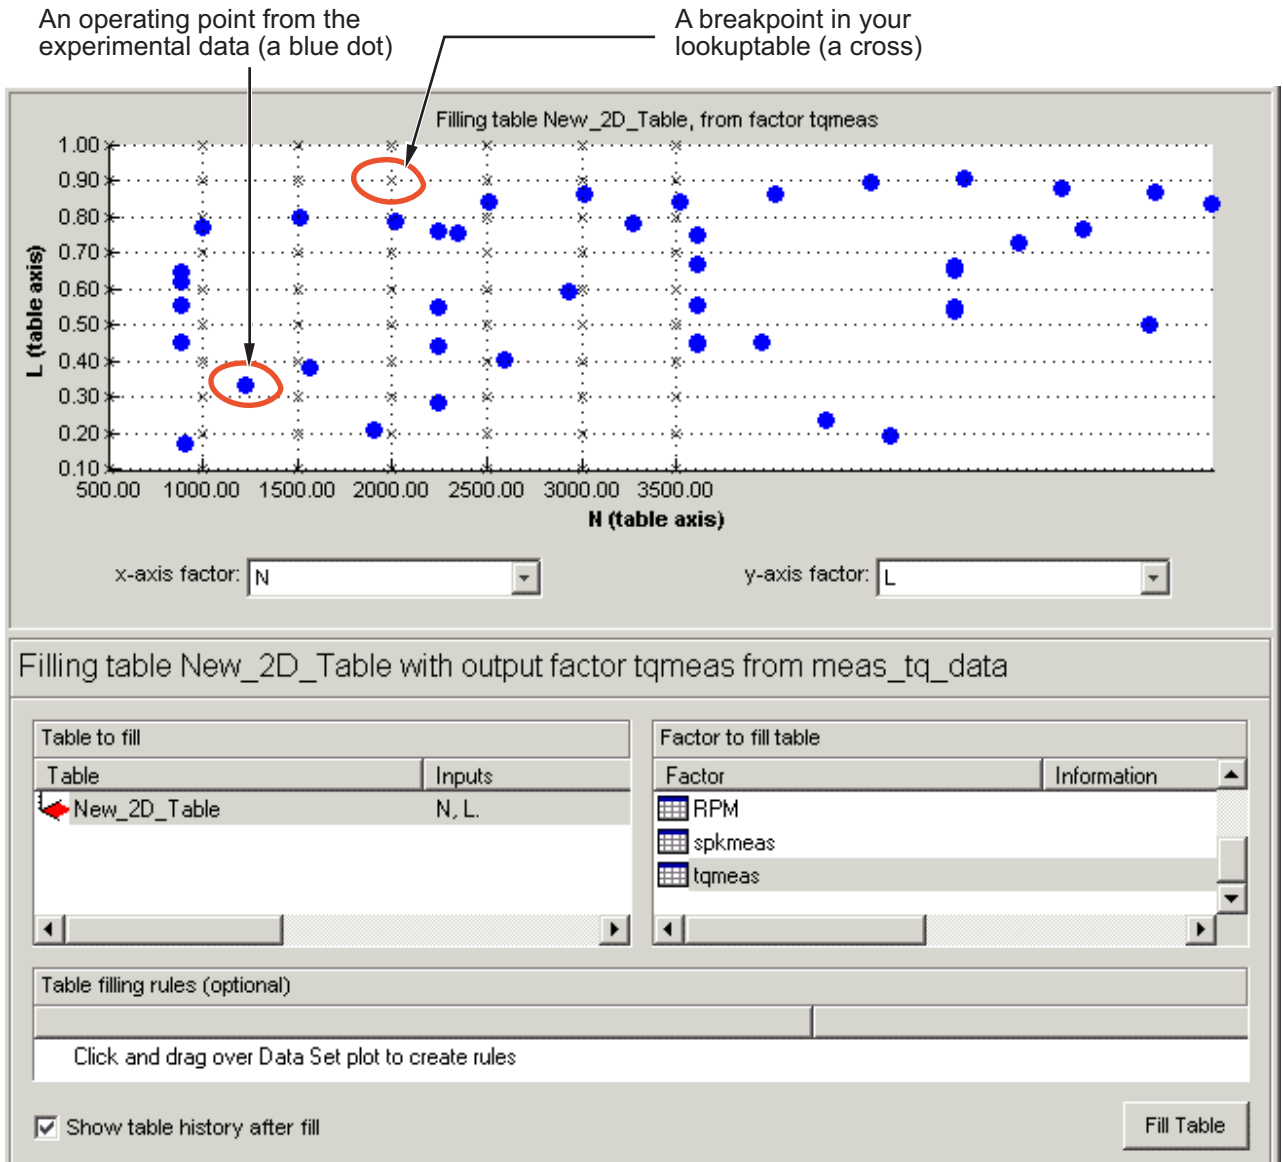 An operating point from the
experimental data (a blue dot)
A breakpoint in your
lookuptable (a cross)
Filling table New_2D_Table, from factor tqmeas
1.00
0.90
0.80
0.70
0.60
0.50
0.40
0.30
0.20
0.10
L (table axis)
500.00 1000.00 1500.00 2000.00 2500.00 3000.00 3500.00
N (table axis)
x-axis factor: N
y-axis factor: L
Filling table New_2D_Table with output factor tqmeas from meas_tq_data
Table to fill
Table Inputs
New_2D_Table N, L.
Factor to fill table
Factor Information
RPM
spkmeas
tqmeas
Table filling rules (optional)
Click and drag over Data Set plot to create rules
Show table history after fill
Fill Table